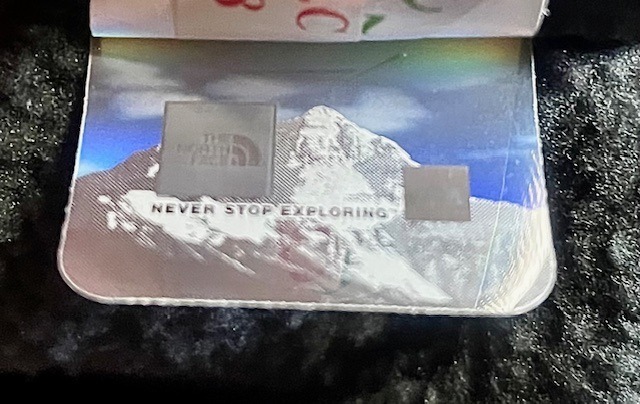 THE
NORTH
FACE
NEVER STOP EXPLORING